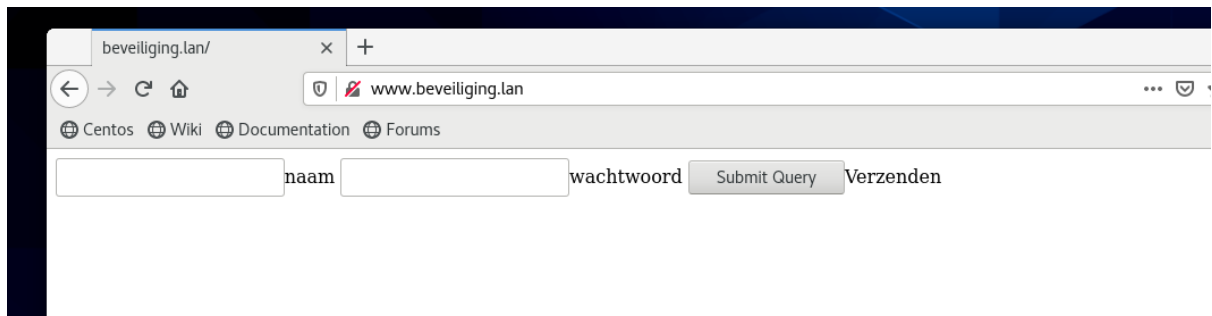 beveiliging.lan/
www.beveiliging.lan
Centos Wiki Documentation Forums
naam wachtwoord Submit Query Verzenden